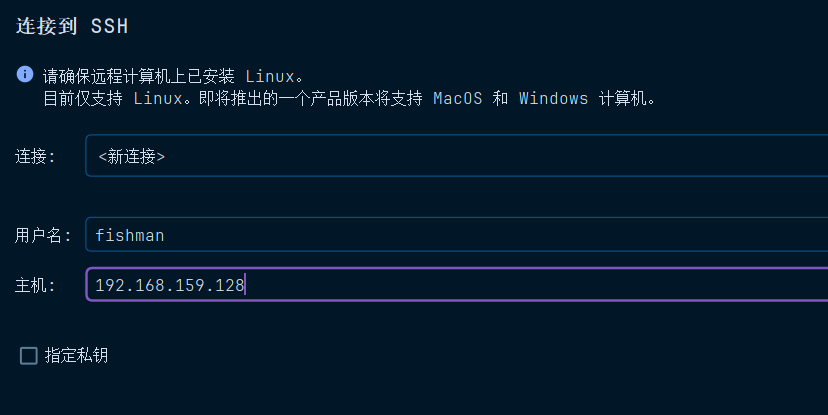 连接到 SSH
请确保远程计算机上已安装 Linux。
目前仅支持 Linux。即将推出的一个产品版本将支持 MacOS 和 Windows 计算机。
连接: <新连接>
用户名: fishman
主机: 192.168.159.128
指定私钥